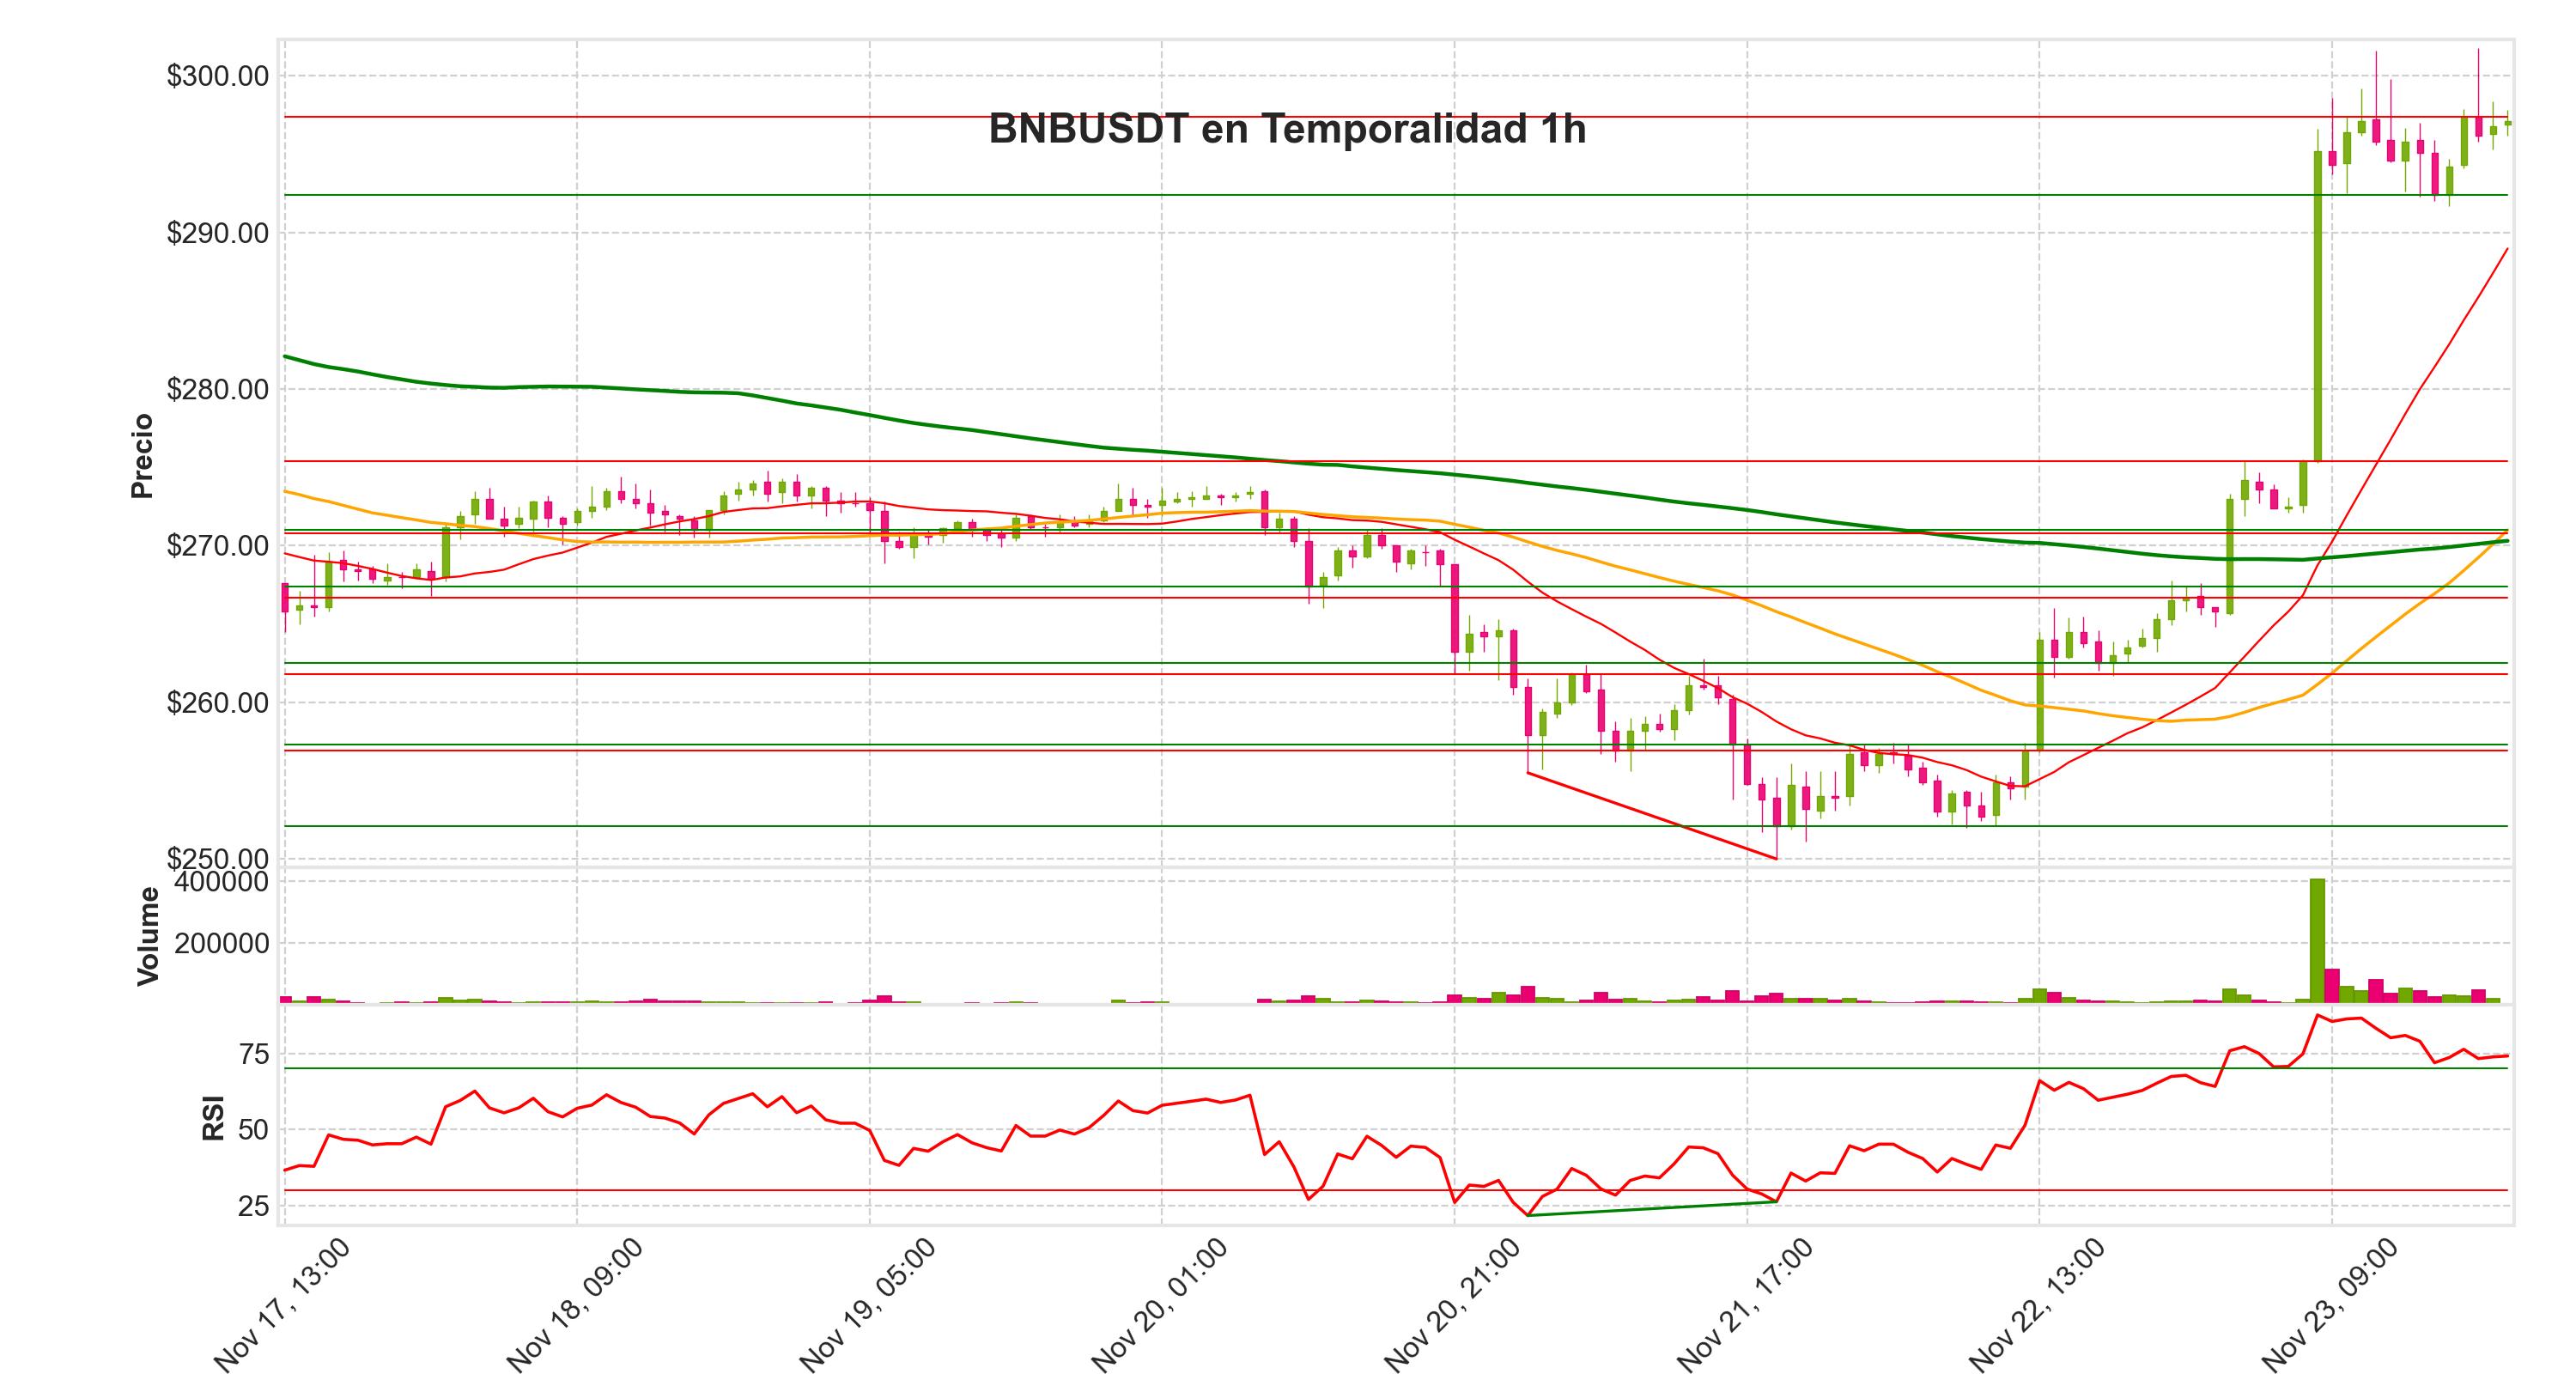 BNBUSDT en Temporalidad 1h
Precio
$300.00
$290.00
$280.00
$270.00
$260.00
$250.00
Volume
400000
200000
RSI
75
50
25
Nov 17, 13:00
Nov 18, 09:00
Nov 19, 05:00
Nov 20, 01:00
Nov 20, 21:00
Nov 21, 17:00
Nov 22, 13:00
Nov 23, 09:00